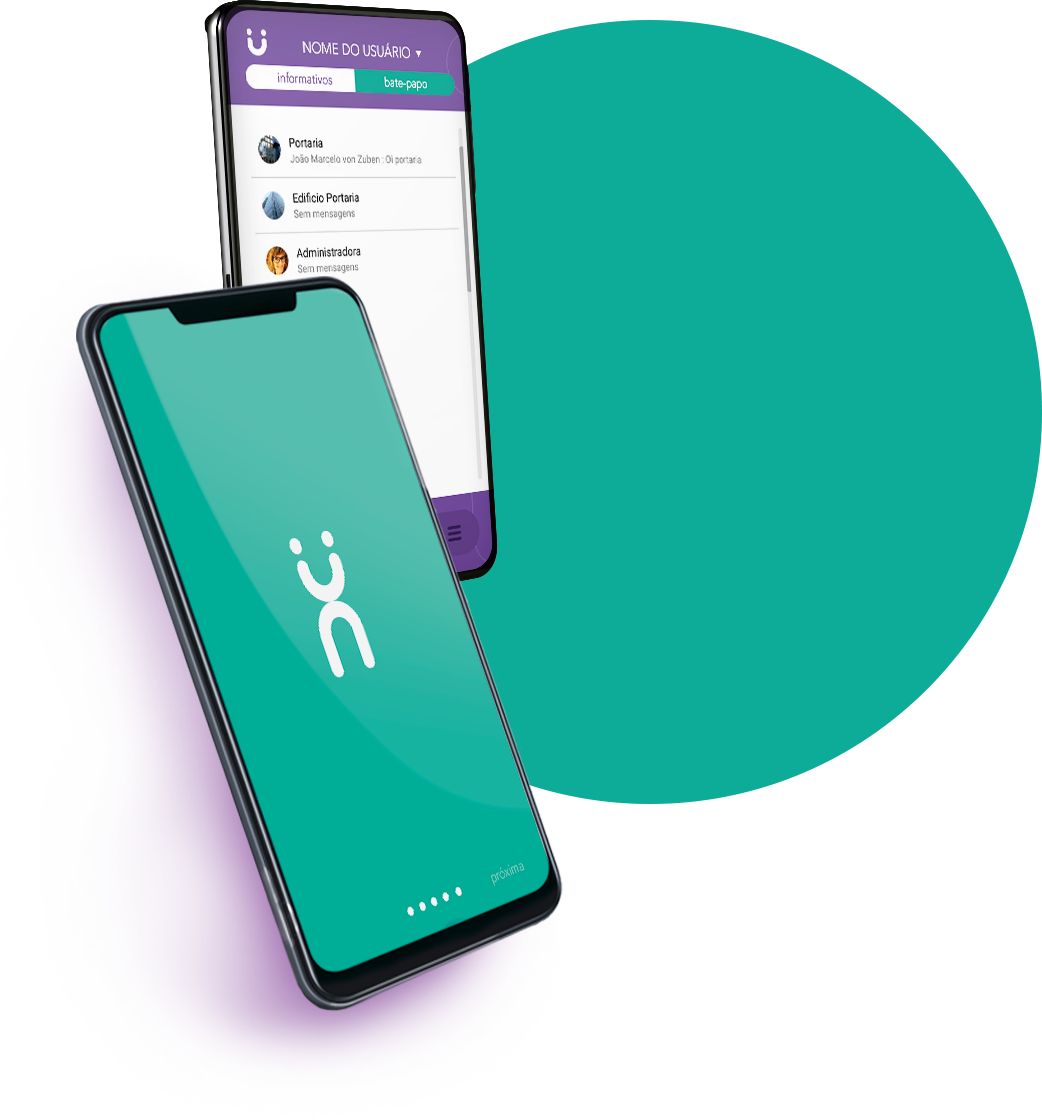 NOME DO USUÁRIO
informativos
bate-papo
Portaria
João Marcelo von Zuben : Oi portaria
Edificio Portaria
Sem mensagens
Administradora
Sem mensagens
próxima